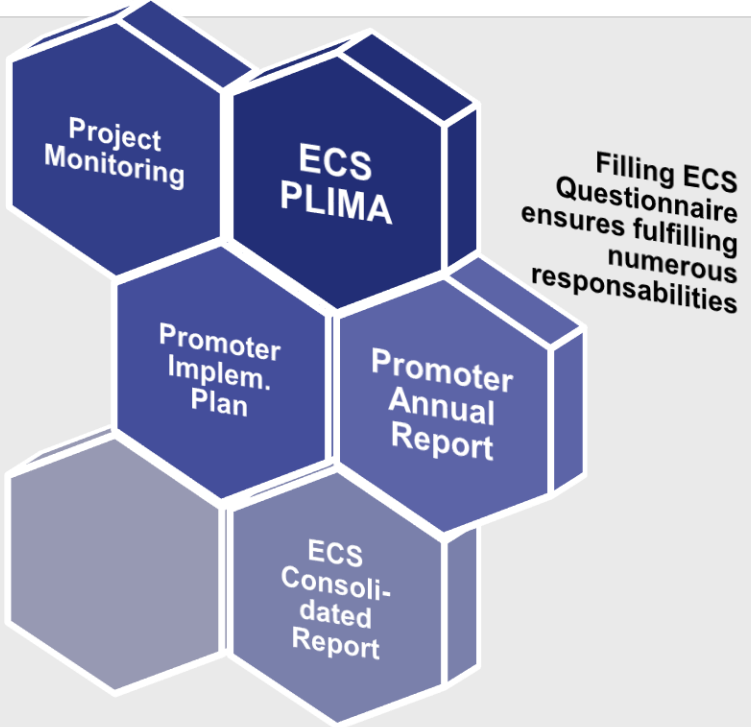 Project
Monitoring
ECS
PLIMA
Filling ECS
Questionnaire
ensures fulfilling
numerous
responsabilities
Promoter
Implem.
Plan
Promoter
Annual
Report
ECS
Consoli-
dated
Report